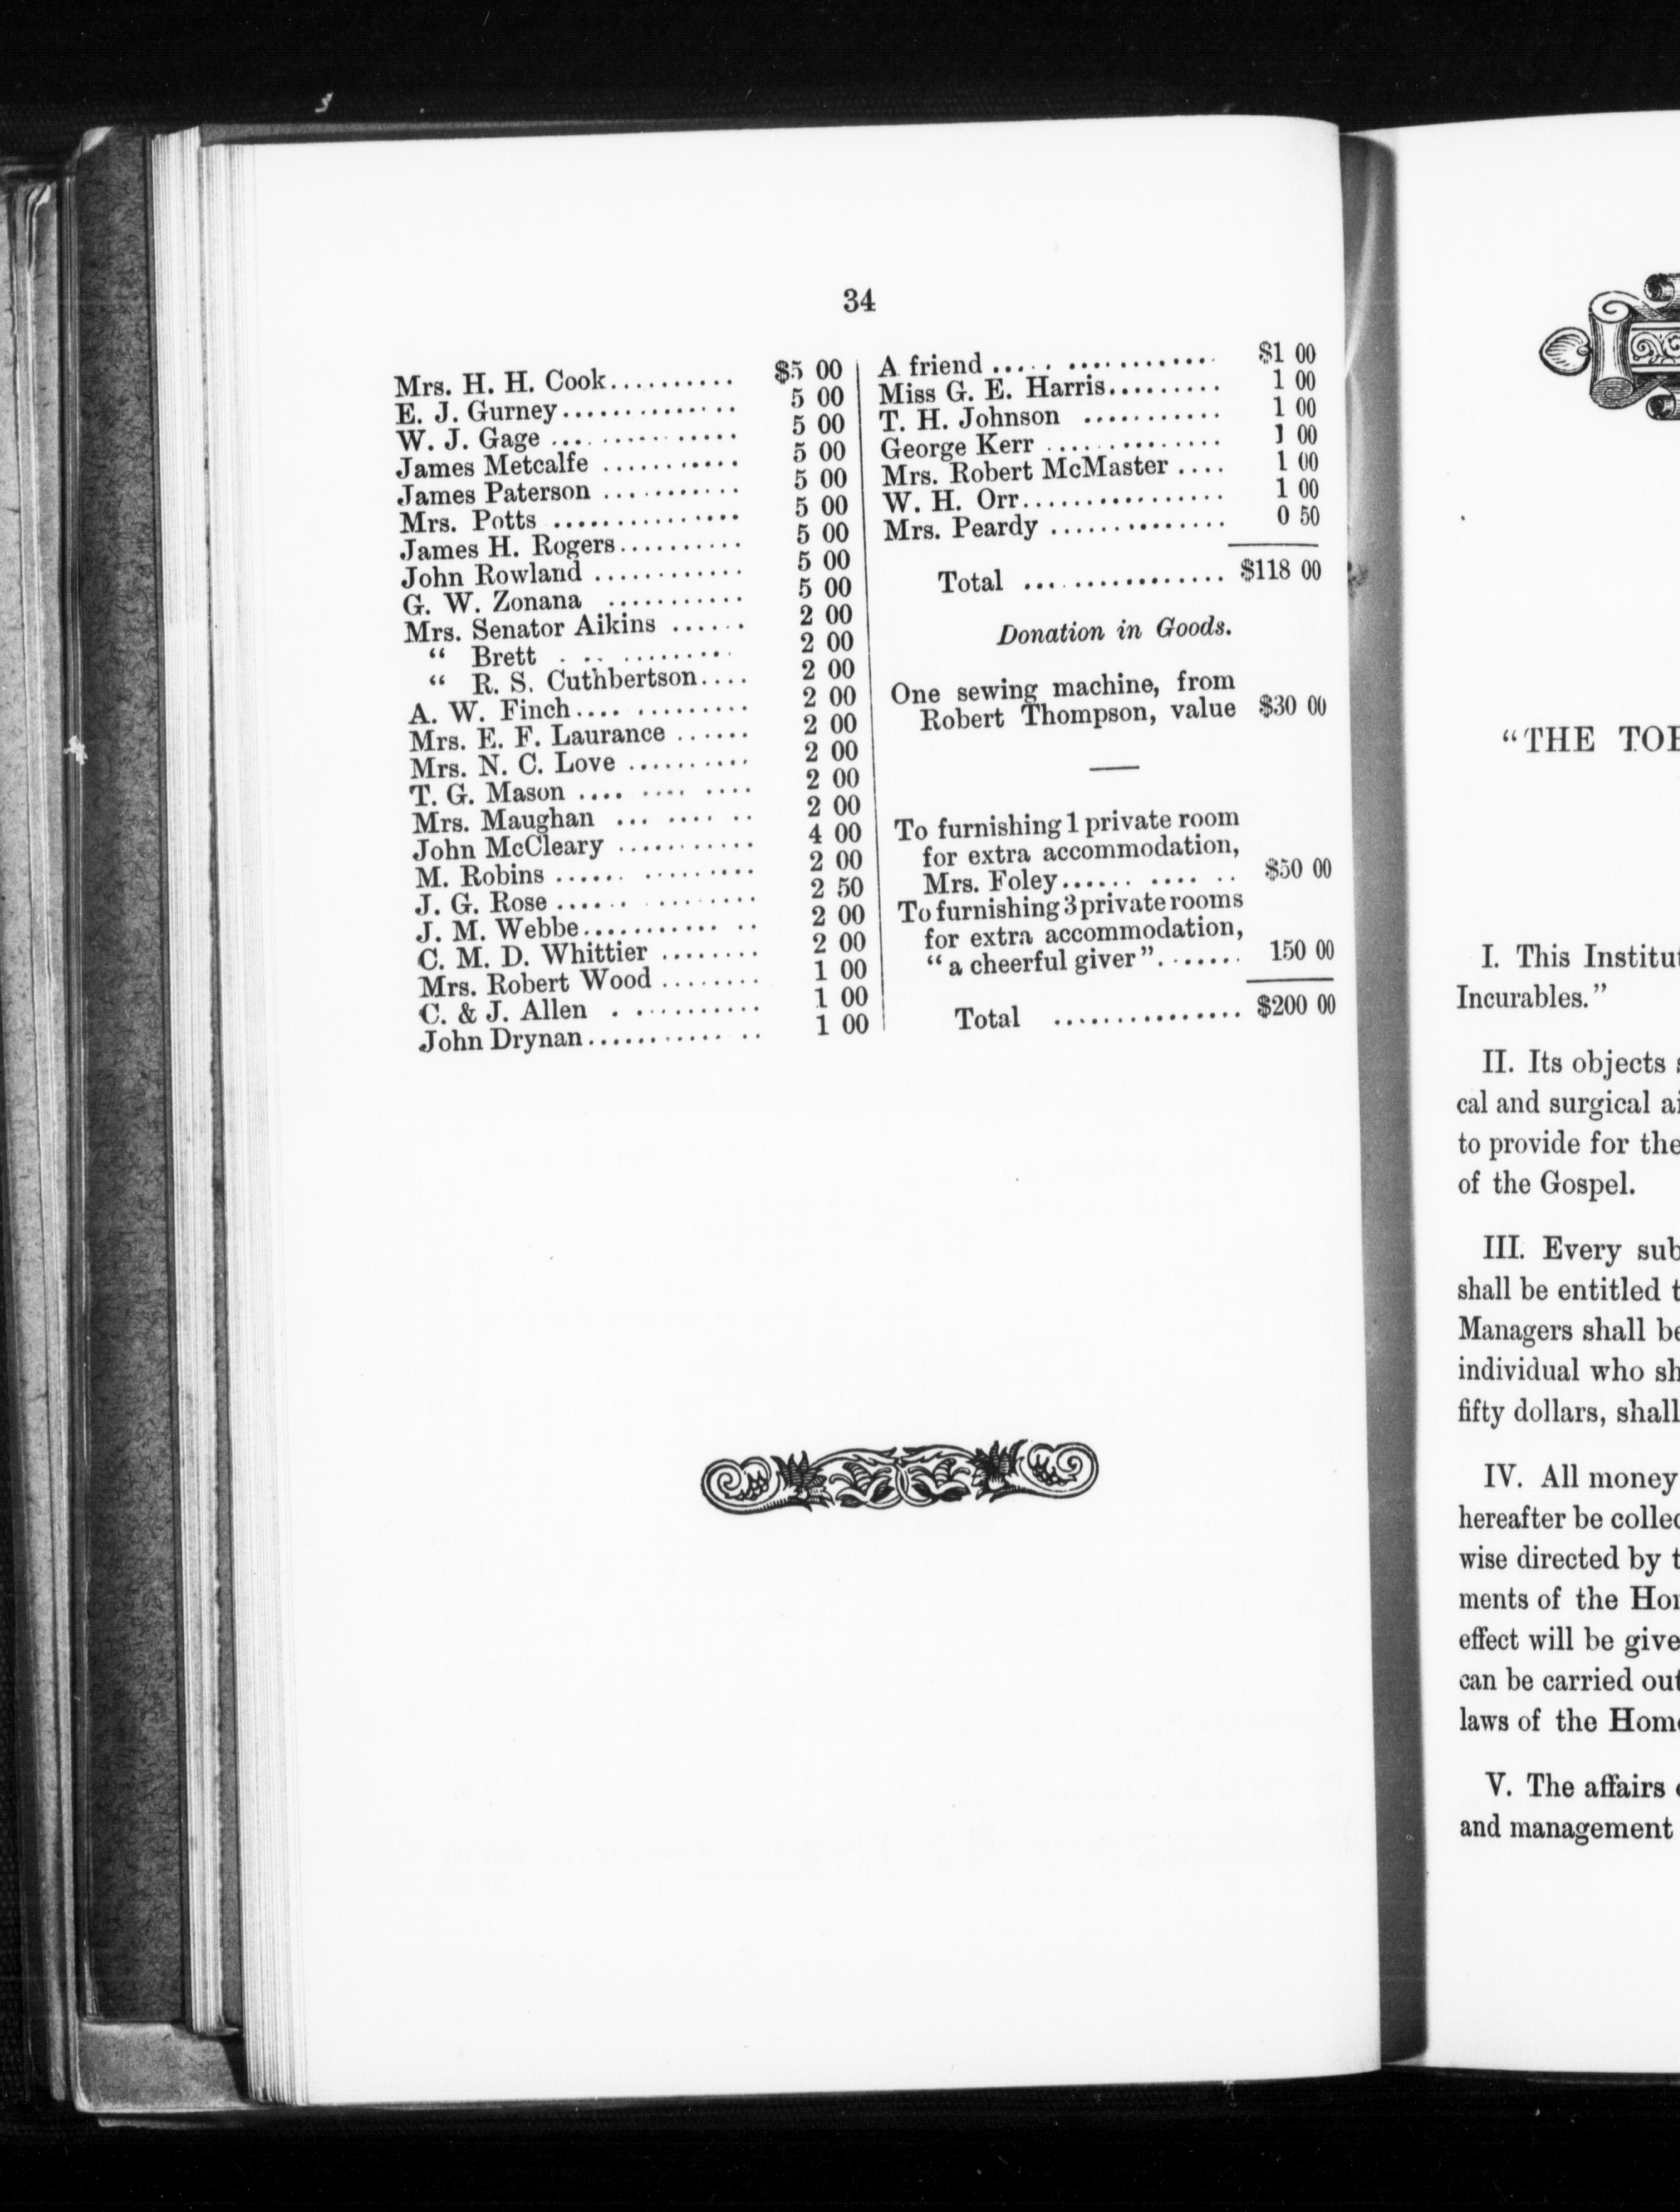 34
Mrs. H. H. Cook.......... $5 00
E. J. Gurney.............. 5 00
W. J. Gage ............... 5 00
James Metcalfe ........... 5 00
James Paterson ........... 5 00
Mrs. Potts ............... 5 00
James H. Rogers.......... 5 00
John Rowland ............ 5 00
G. W. Zonana ........... 5 00
Mrs. Senator Aikins ...... 2 00
“ Brett ............. 2 00
“ R. S. Cuthbertson.... 2 00
A. W. Finch............. 2 00
Mrs. E. F. Laurance ...... 2 00
Mrs. N. C. Love .......... 2 00
T. G. Mason ............ 2 00
Mrs. Maughan ......... 2 00
John McCleary ........... 4 00
M. Robins ............... 2 00
J. G. Rose ............... 2 50
J. M. Webbe............. 2 00
C. M. D. Whittier ........ 2 00
Mrs. Robert Wood ........ 1 00
C. & J. Allen ........... 1 00
John Drynan............. 1 00
A friend ................. $1 00
Miss G. E. Harris......... 1 00
T. H. Johnson ........... 1 00
George Kerr .............. 1 00
Mrs. Robert McMaster .... 1 00
W. H. Orr................ 1 00
Mrs. Peardy .............. 0 50
Total ................ $118 00
Donation in Goods.
One sewing machine, from
Robert Thompson, value $30 00
To furnishing 1 private room
for extra accommodation,
Mrs. Foley............ $50 00
To furnishing 3 private rooms
for extra accommodation,
“a cheerful giver”....... 150 00
Total ............... $200 00
“THE
I. This
Incurables.”
II. Its objects
cal and surgical
to provide for the
of the Gospel.
III. Every
shall be entitled
Managers shall
individual who
fifty dollars, shall
IV. All money
hereafter be
wise directed by
ments of the
effect will be
can be carried out
laws of the
V. The affairs
and management